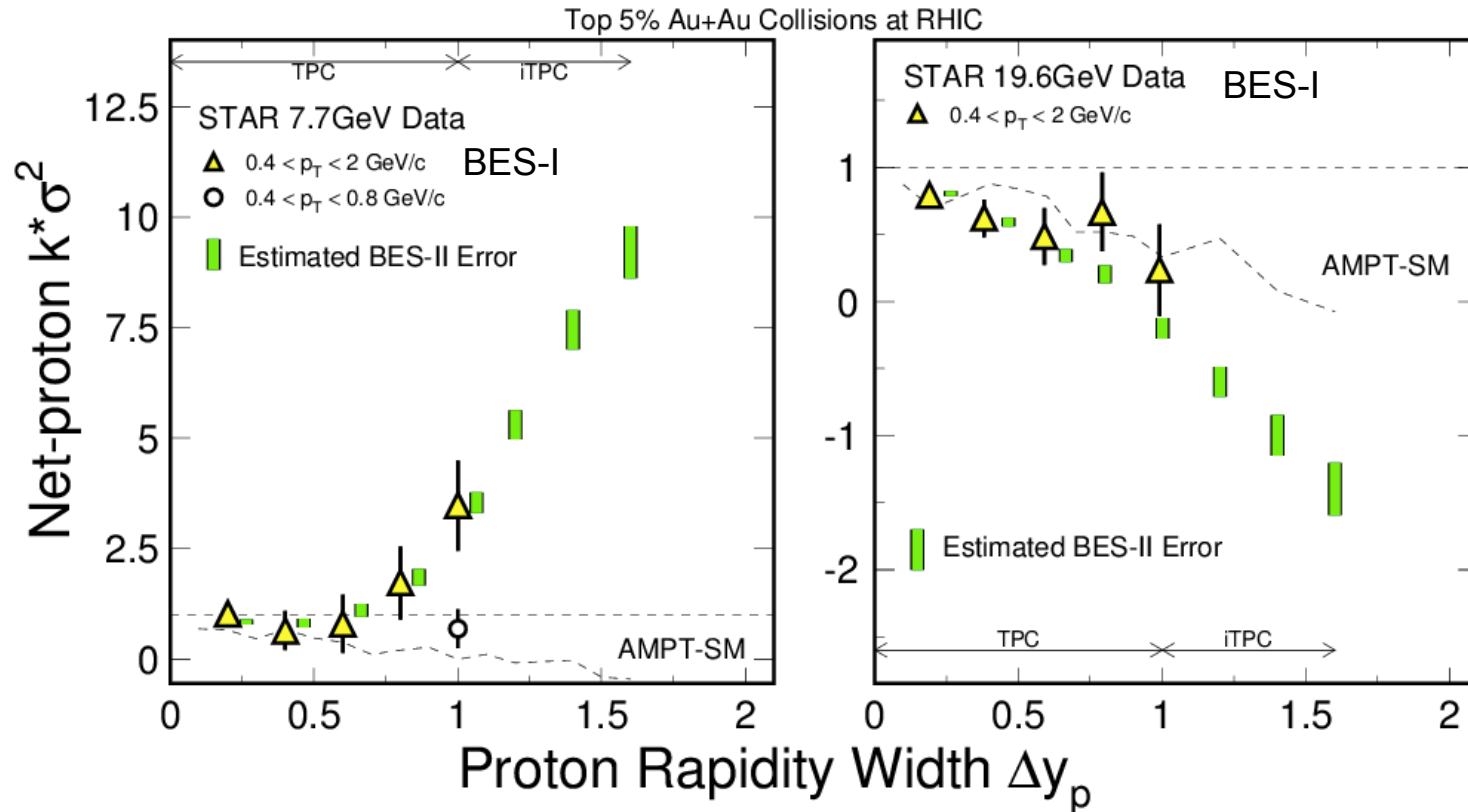 Top 5% Au+Au Collisions at RHIC
Net-proton k*σ²
TPC
iTPC
STAR 7.7GeV Data
0.4 < p_T < 2 GeV/c
BES-I
0.4 < p_T < 0.8 GeV/c
Estimated BES-II Error
AMPT-SM
12.5
10
7.5
5
2.5
0
0
0.5
1
1.5
2
STAR 19.6GeV Data
BES-I
0.4 < p_T < 2 GeV/c
AMPT-SM
Estimated BES-II Error
TPC
iTPC
1
0
-1
-2
0
0.5
1
1.5
2
Proton Rapidity Width Δy_p